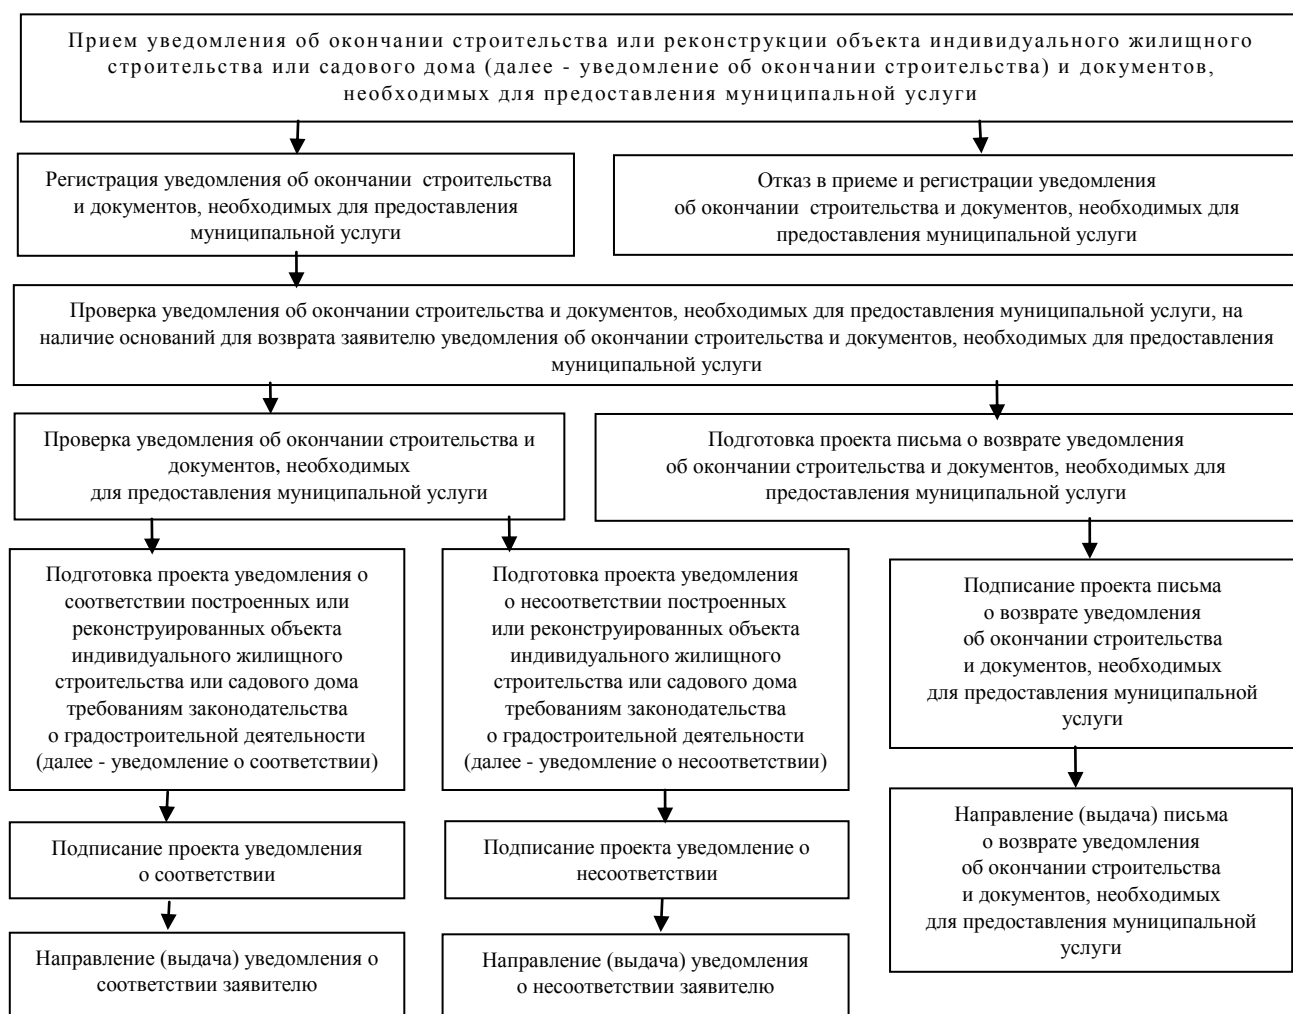 Прием уведомления об окончании строительства или реконструкции объекта индивидуального жилищного
строительства или садового дома (далее - уведомление об окончании строительства) и документов,
необходимых для предоставления муниципальной услуги
Регистрация уведомления об окончании строительства
и документов, необходимых для предоставления
муниципальной услуги
Отказ в приеме и регистрации уведомления
об окончании строительства и документов, необходимых для
предоставления муниципальной услуги
Проверка уведомления об окончании строительства и документов, необходимых для предоставления муниципальной услуги, на
наличие оснований для возврата заявителю уведомления об окончании строительства и документов, необходимых для предоставления
муниципальной услуги
Проверка уведомления об окончании строительства и
документов, необходимых
для предоставления муниципальной услуги
Подготовка проекта письма о возврате уведомления
об окончании строительства и документов, необходимых для
предоставления муниципальной услуги
Подготовка проекта уведомления о
соответствии построенных или
реконструированных объекта
индивидуального жилищного
строительства или садового дома
требованиям законодательства
о градостроительной деятельности
(далее - уведомление о соответствии)
Подготовка проекта уведомления
о несоответствии построенных
или реконструированных объекта
индивидуального жилищного
строительства или садового дома
требованиям законодательства
о градостроительной деятельности
(далее - уведомление о несоответствии)
Подписание проекта письма
о возврате уведомления
об окончании строительства
и документов, необходимых
для предоставления муниципальной
услуги
Подписание проекта уведомления
о соответствии
Подписание проекта уведомление о
несоответствии
Направление (выдача) письма
о возврате уведомления
об окончании строительства
и документов, необходимых
для предоставления муниципальной
услуги
Направление (выдача) уведомления о
соответствии заявителю
Направление (выдача) уведомления
о несоответствии заявителю